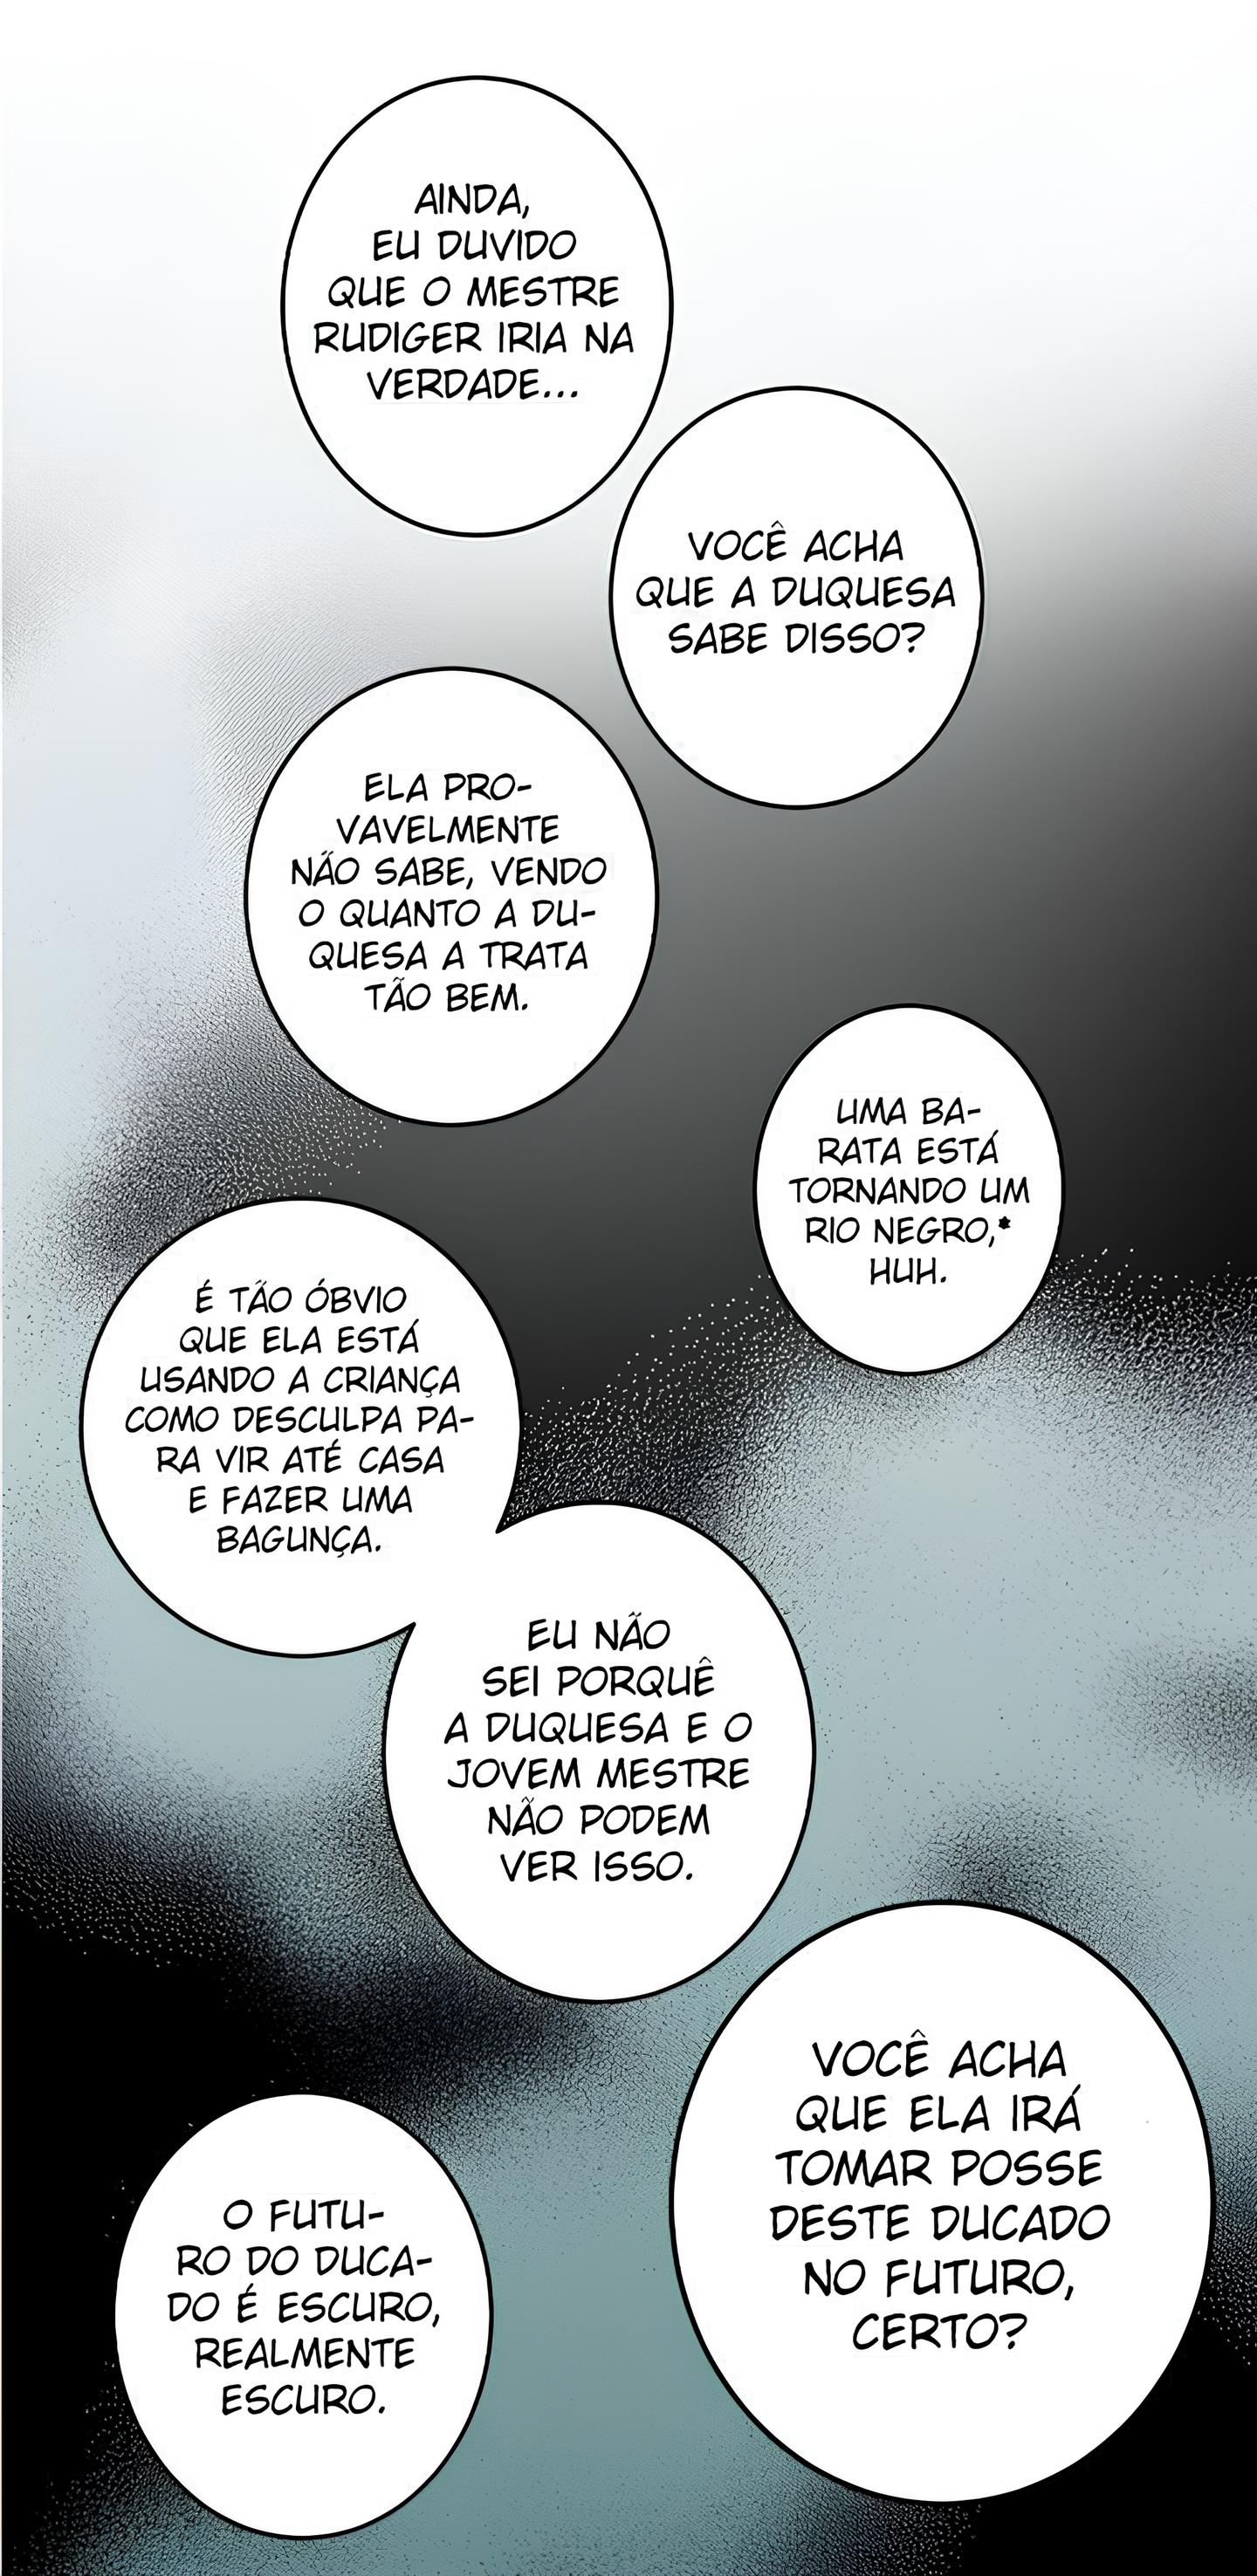 AINDA,
EU DUVIDO
QUE O MESTRE
RUDIGER IRIA NA
VERDADE...
VOCÊ ACHA
QUE A DUQUESA
SABE DISSO?
ELA PRO-
VAVELMENTE
NÃO SABE, VENDO
O QUANTO A DU-
QUESA A TRATA
TÃO BEM.
UMA BA-
RATA ESTÁ
TORNANDO UM
RIO NEGRO,*
HUH.
É TÃO ÓBVIO
QUE ELA ESTÁ
USANDO A CRIANÇA
COMO DESCULPA PA-
RA VIR ATÉ CASA
E FAZER UMA
BAGUNÇA.
EU NÃO
SEI PORQUÊ
A DUQUESA E O
JOVEM MESTRE
NÃO PODEM
VER ISSO.
VOCÊ ACHA
QUE ELA IRÁ
TOMAR POSSE
DESTE DUCADO
NO FUTURO,
CERTO?
O FUTU-
RO DO DUCA-
DO É ESCURO,
REALMENTE
ESCURO.